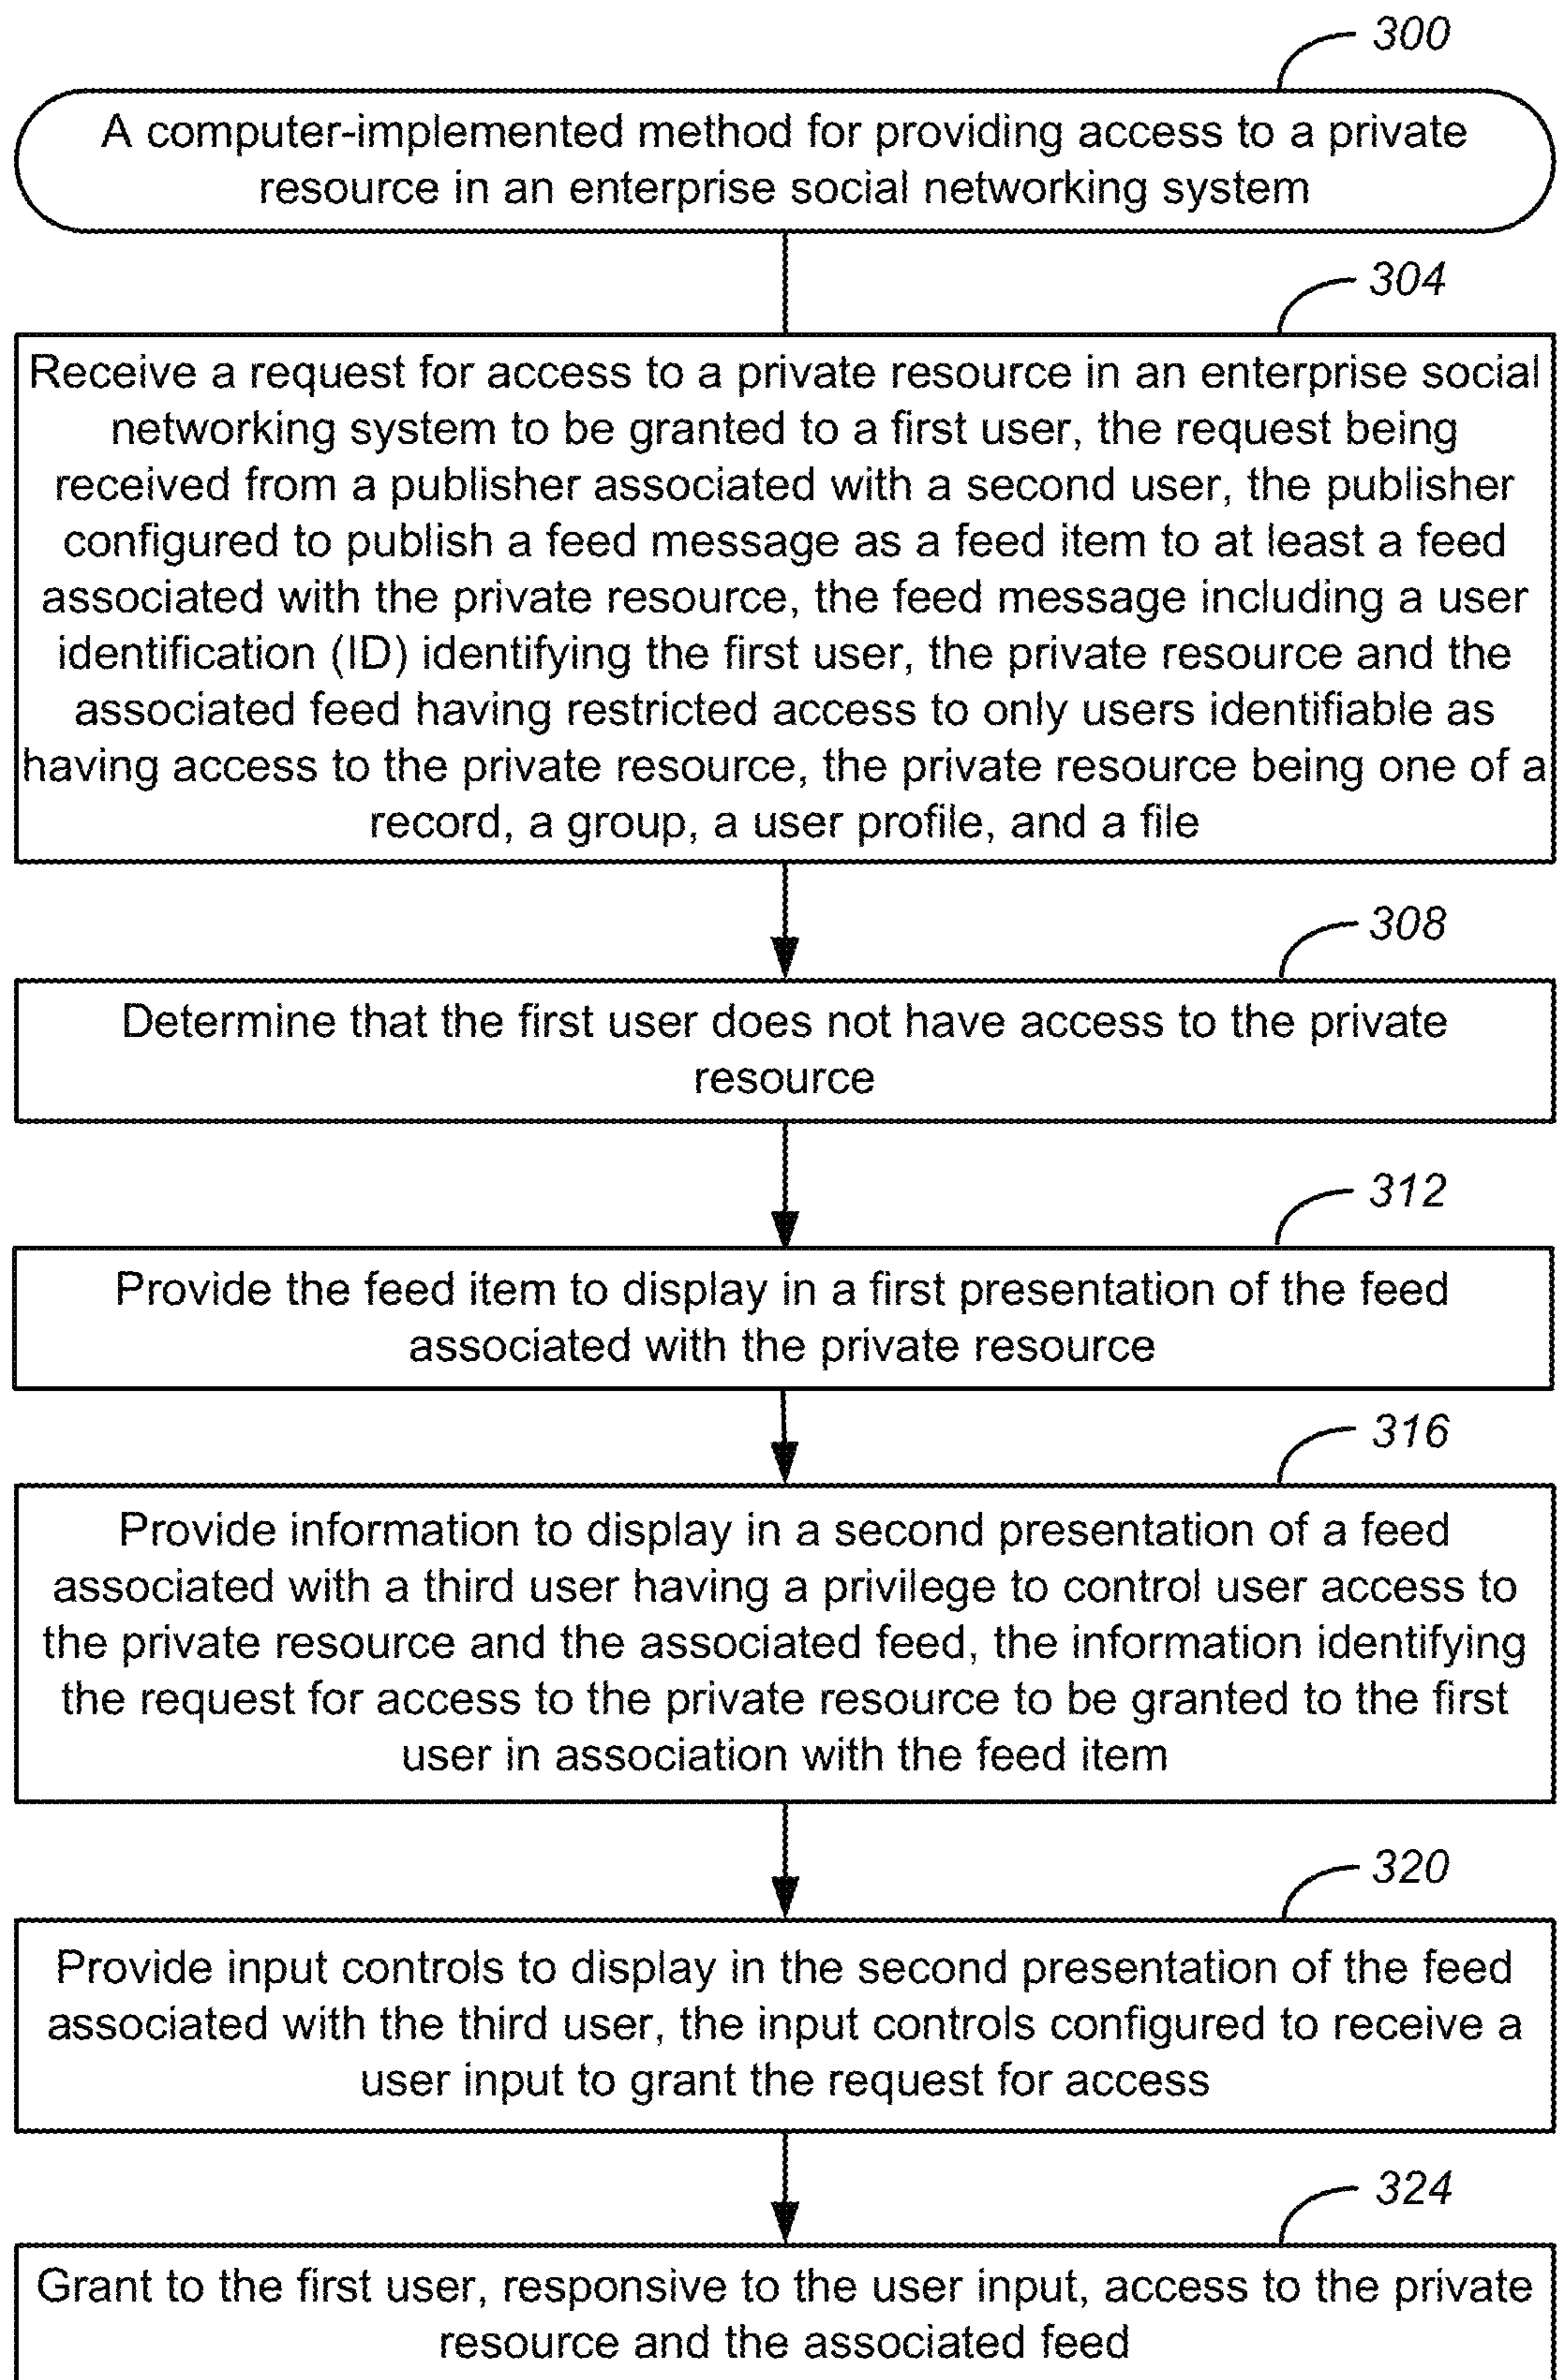 300
A computer-implemented method for providing access to a private
resource in an enterprise social networking system
304
Receive a request for access to a private resource in an enterprise social
networking system to be granted to a first user, the request being
received from a publisher associated with a second user, the publisher
configured to publish a feed message as a feed item to at least a feed
associated with the private resource, the feed message including a user
identification (ID) identifying the first user, the private resource and the
associated feed having restricted access to only users identifiable as
having access to the private resource, the private resource being one of a
record, a group, a user profile, and a file
308
Determine that the first user does not have access to the private
resource
312
Provide the feed item to display in a first presentation of the feed
associated with the private resource
316
Provide information to display in a second presentation of a feed
associated with a third user having a privilege to control user access to
the private resource and the associated feed, the information identifying
the request for access to the private resource to be granted to the first
user in association with the feed item
320
Provide input controls to display in the second presentation of the feed
associated with the third user, the input controls configured to receive a
user input to grant the request for access
324
Grant to the first user, responsive to the user input, access to the private
resource and the associated feed